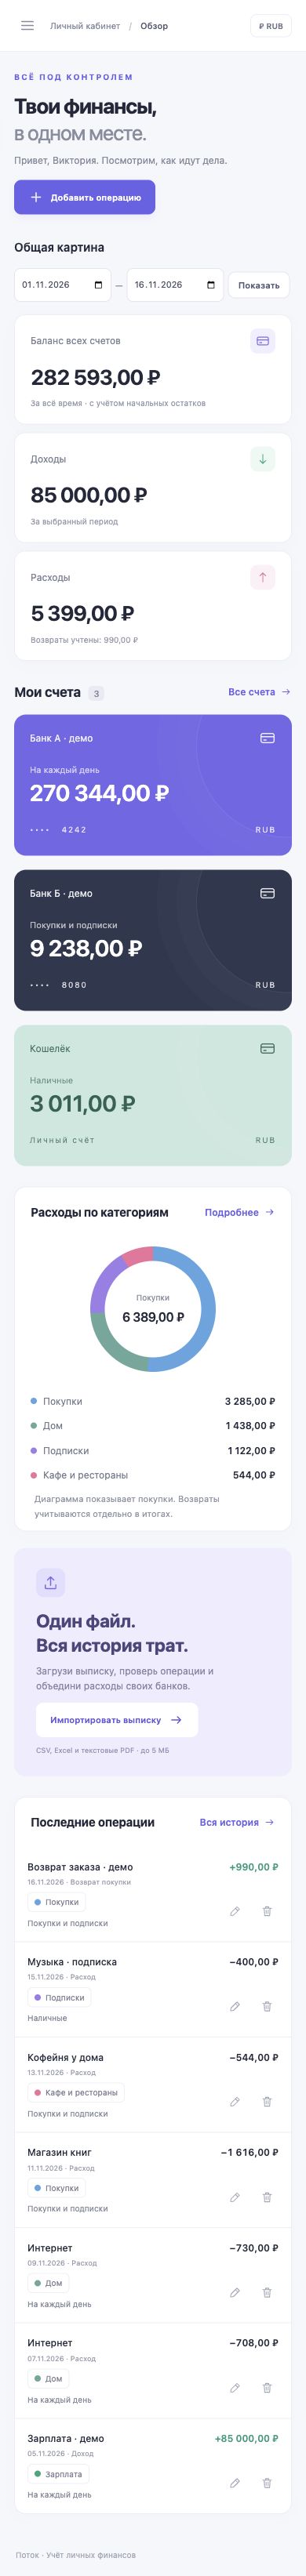 Личный кабинет / Обзор
₽ RUB
ВСЁ ПОД КОНТРОЛЕМ
Твои финансы,
в одном месте.
Привет, Виктория. Посмотрим, как идут дела.
Добавить операцию
Общая картина
01.11.2026 — 16.11.2026 Показать
Баланс всех счетов
282 593,00 ₽
За всё время · с учётом начальных остатков
Доходы
85 000,00 ₽
За выбранный период
Расходы
5 399,00 ₽
Возвраты учтены: 990,00 ₽
Мои счета 3
Все счета →
Банк А · демо
На каждый день
270 344,00 ₽
•••• 4242 RUB
Банк Б · демо
Покупки и подписки
9 238,00 ₽
•••• 8080 RUB
Кошелёк
Наличные
3 011,00 ₽
Личный счёт RUB
Расходы по категориям
Подробнее →
Покупки
6 389,00 ₽
Покупки 3 285,00 ₽
Дом 1 438,00 ₽
Подписки 1 122,00 ₽
Кафе и рестораны 544,00 ₽
Диаграмма показывает покупки. Возвраты
учитываются отдельно в итогах.
Один файл.
Вся история трат.
Загрузи выписку, проверь операции и
объедини расходы своих банков.
Импортировать выписку →
CSV, Excel и текстовые PDF · до 5 МБ
Последние операции
Вся история →
Возврат заказа · демо +990,00 ₽
16.11.2026 · Возврат покупки
Покупки
Покупки и подписки
Музыка · подписка −400,00 ₽
15.11.2026 · Расход
Подписки
Наличные
Кофейня у дома −544,00 ₽
13.11.2026 · Расход
Кафе и рестораны
Покупки и подписки
Магазин книг −1 616,00 ₽
11.11.2026 · Расход
Покупки
Покупки и подписки
Интернет −730,00 ₽
09.11.2026 · Расход
Дом
На каждый день
Интернет −708,00 ₽
07.11.2026 · Расход
Дом
На каждый день
Зарплата · демо +85 000,00 ₽
05.11.2026 · Доход
Зарплата
На каждый день
Поток · Учёт личных финансов